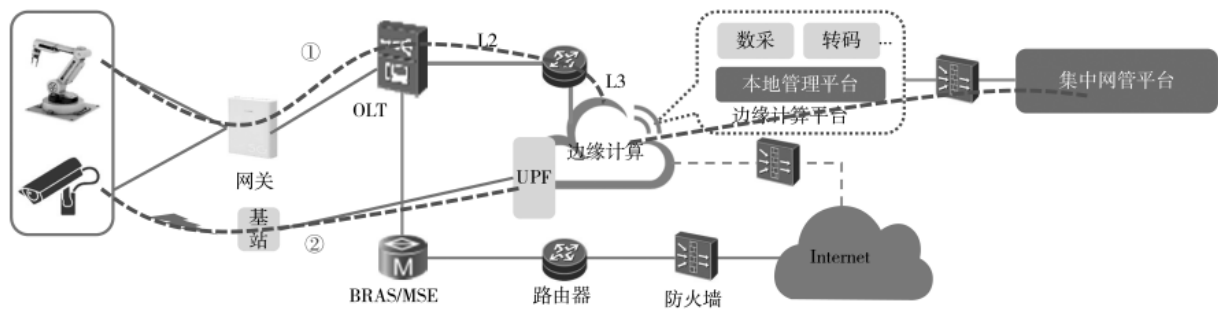 ①
L2
数采
转码
...
本地管理平台
边缘计算平台
集中网管平台
OLT
L3
网关
边缘计算
UPF
基
站
②
M
BRAS/MSE
路由器
防火墙
Internet